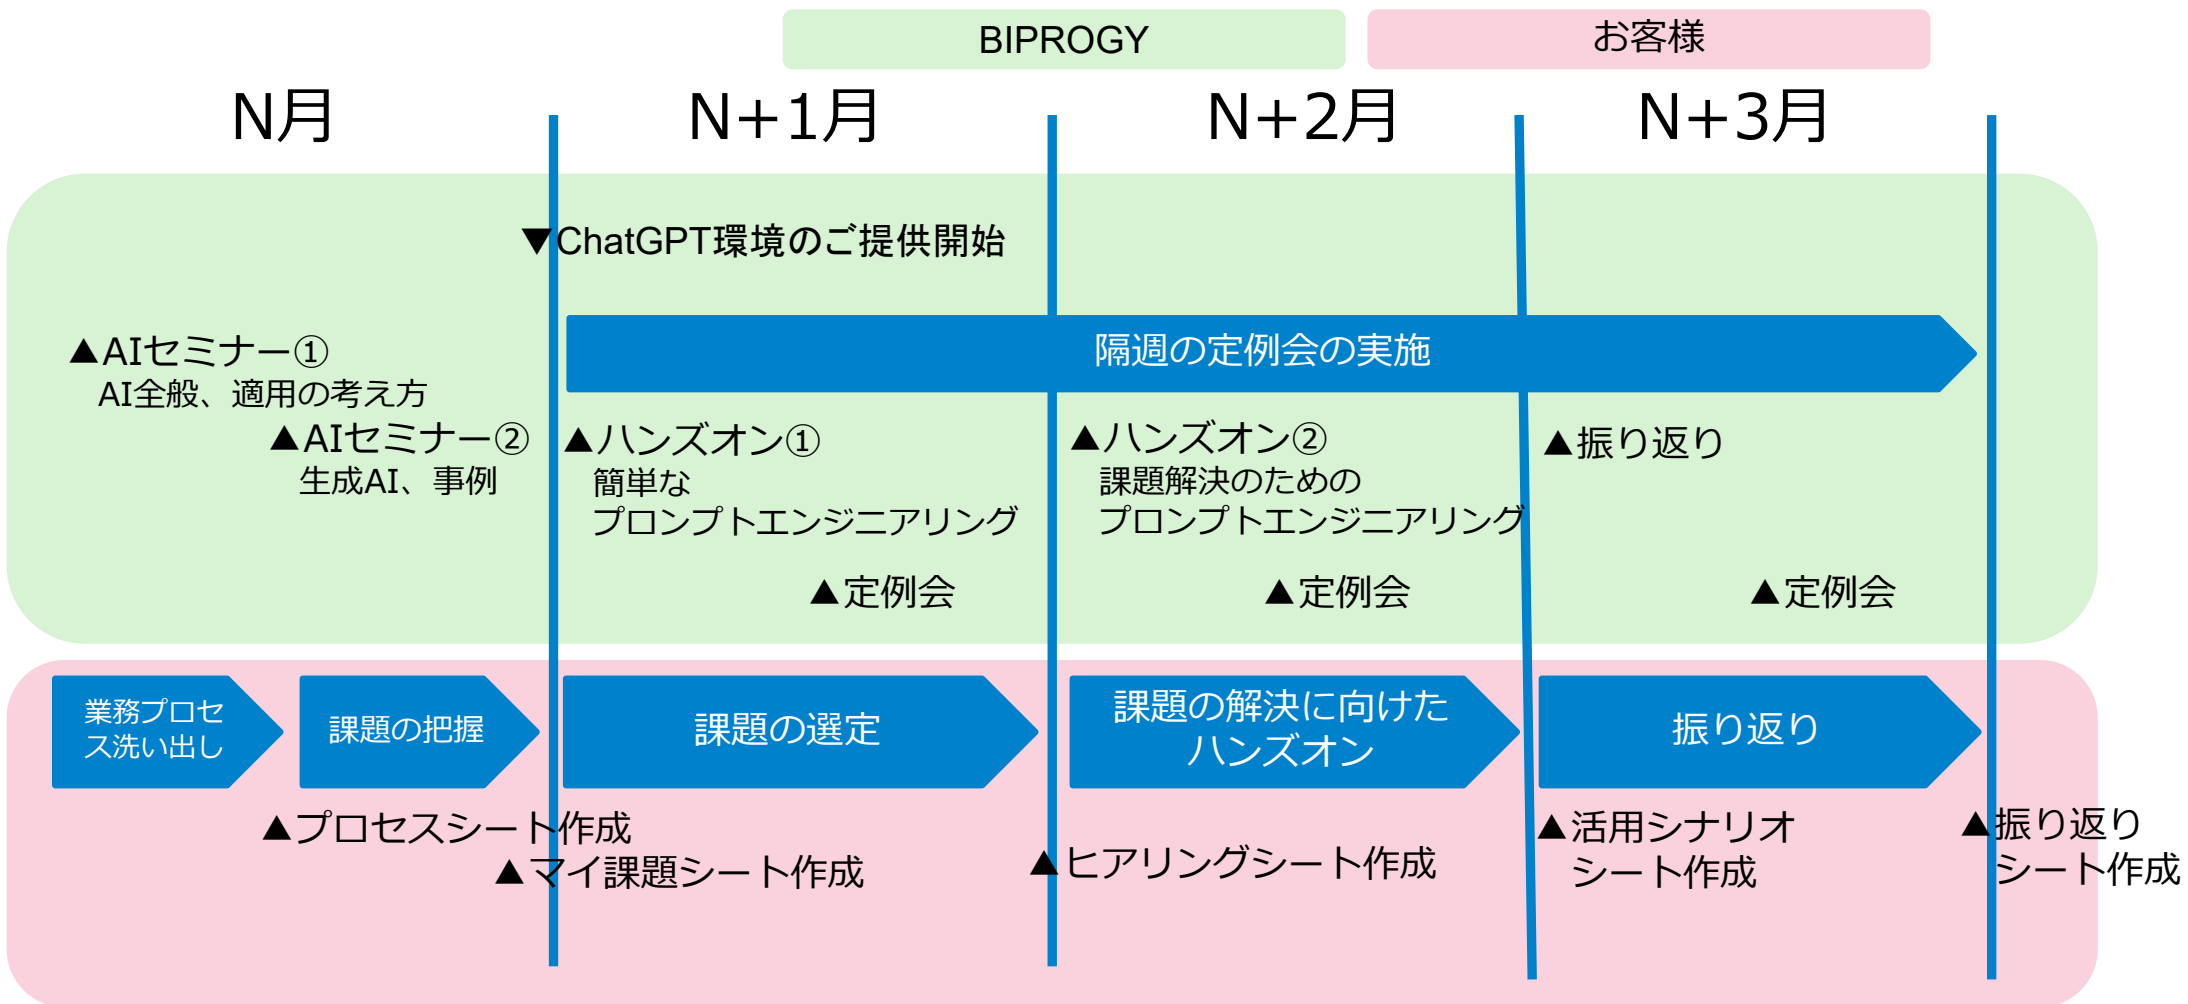 BIPROGY
お客様
N月
N+1月
N+2月
N+3月
▼ChatGPT環境のご提供開始
隔週の定例会の実施
▲AIセミナー①
AI全般、適用の考え方
▲AIセミナー②
生成AI、事例
▲ハンズオン①
簡単な
プロンプトエンジニアリング
▲ハンズオン②
課題解決のための
プロンプトエンジニアリング
▲振り返り
▲定例会
▲定例会
▲定例会
業務プロセ
ス洗い出し
課題の把握
課題の選定
課題の解決に向けた
ハンズオン
振り返り
▲プロセスシート作成
▲マイ課題シート作成
▲ヒアリングシート作成
▲活用シナリオ
シート作成
▲振り返り
シート作成